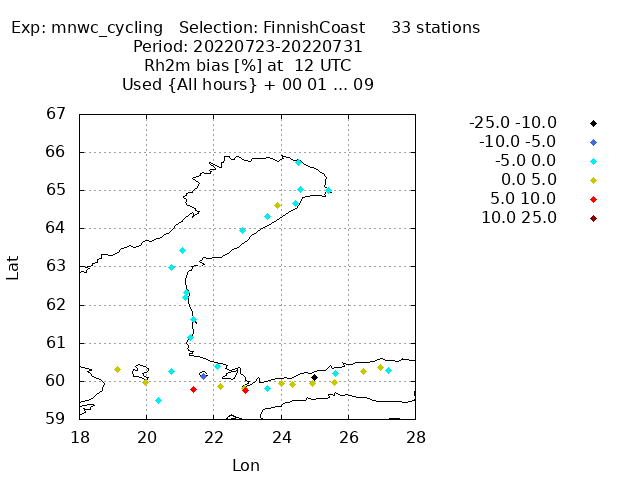 Exp: mnwc_cycling   Selection: FinnishCoast     33 stations
Period: 20220723-20220731
Rh2m bias [%] at  12 UTC
Used {All hours} + 00 01 ... 09
67
66
65
64
63
62
61
60
59
Lat
18 20 22 24 26 28
Lon
-25.0 -10.0
-10.0 -5.0
-5.0 0.0
0.0 5.0
5.0 10.0
10.0 25.0